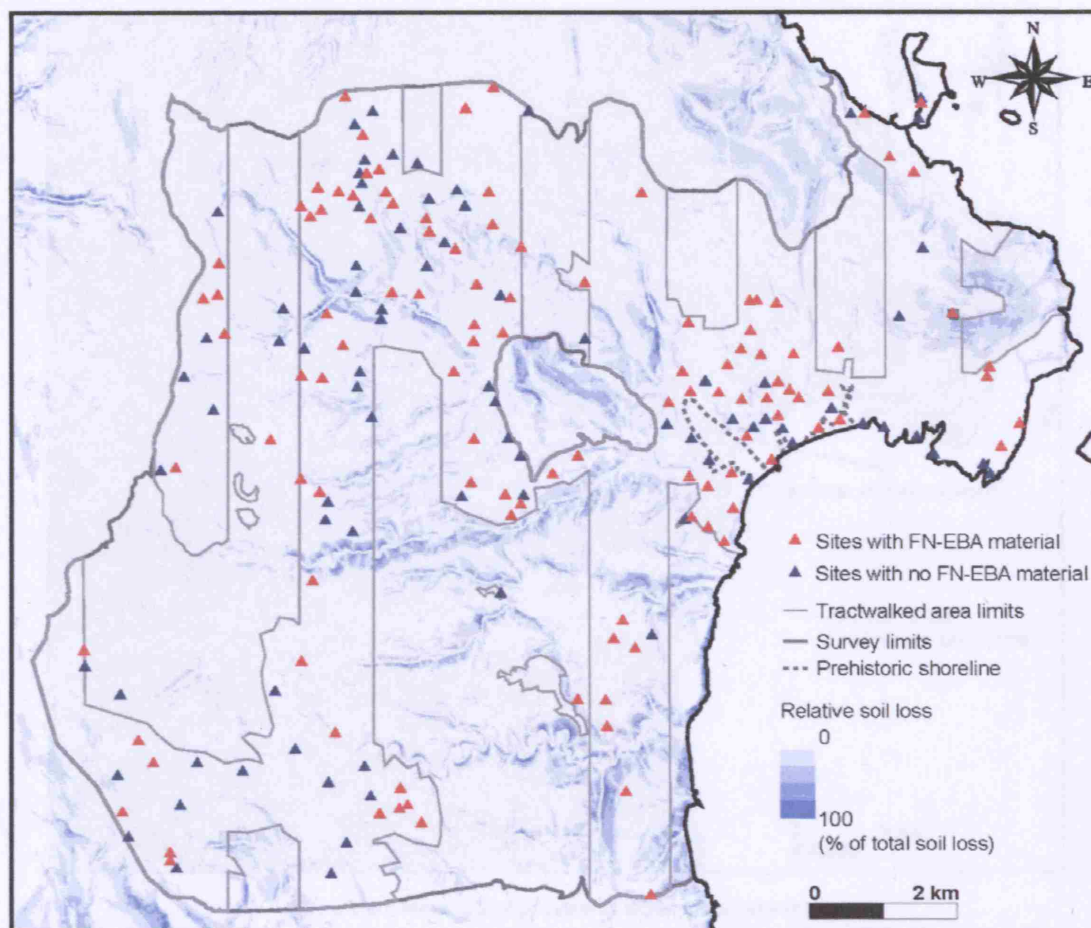 N
W E
S
Sites with FN-EBA material
Sites with no FN-EBA material
Tractwalked area limits
Survey limits
Prehistoric shoreline
Relative soil loss
0
100
(% of total soil loss)
0 2 km